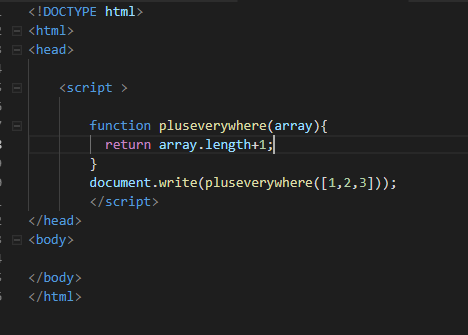 <!DOCTYPE html>
<html>
<head>
<script >
function pluseverywhere(array){
return array.length+1;
}
document.write(pluseverywhere([1,2,3]));
</script>
</head>
<body>
</body>
</html>